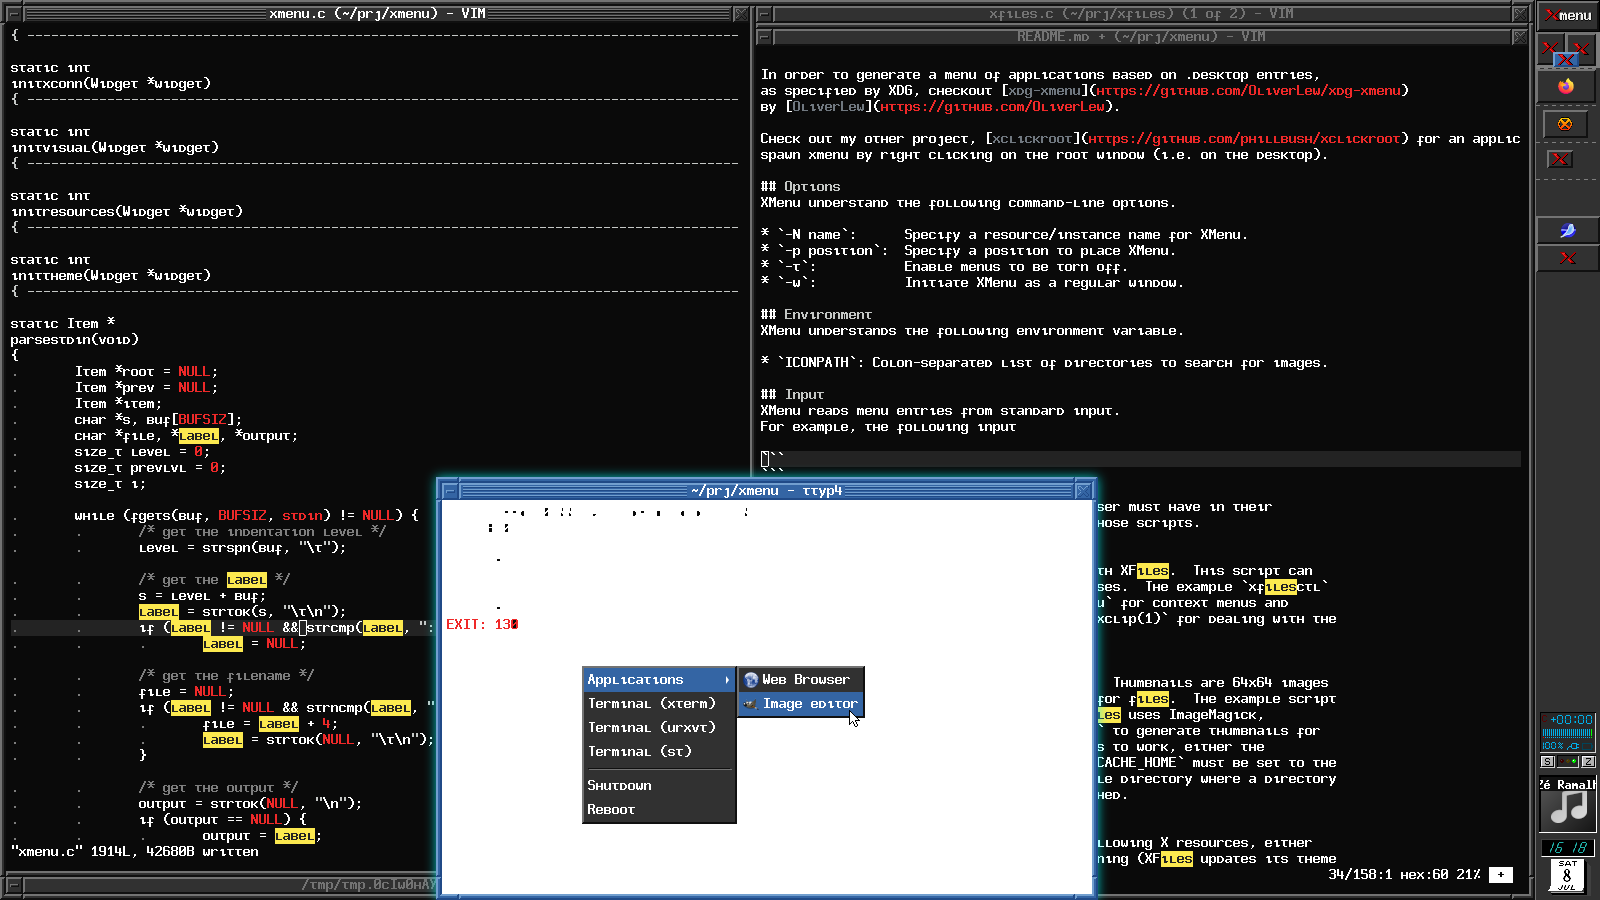 xmenu.c (~/prj/xmenu) - VIM
{ ----------------------------------------------------------------------------------------
static int
initxconn(Widget *widget)
{ ----------------------------------------------------------------------------------------
static int
initvisual(Widget *widget)
{ ----------------------------------------------------------------------------------------
static int
initresources(Widget *widget)
{ ----------------------------------------------------------------------------------------
static int
inittheme(Widget *widget)
{ ----------------------------------------------------------------------------------------
static Item *
parsestdin(void)
{
. Item *root = NULL;
. Item *prev = NULL;
. Item *item;
. char *s, buf[BUFSIZ];
. char *file, *label, *output;
. size_t level = 0;
. size_t prevlvl = 0;
. size_t i;
. while (fgets(buf, BUFSIZ, stdin) != NULL) {
. . /* get the indentation level */
. . level = strspn(buf, "\t");
. . /* get the label */
. . s = level + buf;
. . label = strtok(s, "\t\n");
. . if (label != NULL && strcmp(label, ":
. . . label = NULL;
. . /* get the filename */
. . file = NULL;
. . if (label != NULL && strncmp(label, "
. . . file = label + 4;
. . . label = strtok(NULL, "\t\n");
. . }
. . /* get the output */
. . output = strtok(NULL, "\n");
. . if (output == NULL) {
. . . output = label;
"xmenu.c" 1914L, 42680B written
/tmp/tmp.0cIw0hAY
xfiles.c (~/prj/xfiles) (1 of 2) - VIM
README.md + (~/prj/xmenu) - VIM
In order to generate a menu of applications based on .desktop entries,
as specified by XDG, checkout [xdg-xmenu](https://github.com/OliverLew/xdg-xmenu)
by [OliverLew](https://github.com/OliverLew).
Check out my other project, [xclickroot](https://github.com/phillbush/xclickroot) for an applic
spawn xmenu by right clicking on the root window (i.e. on the desktop).
## Options
XMenu understand the following command-line options.
* `-N name`: Specify a resource/instance name for XMenu.
* `-p position`: Specify a position to place XMenu.
* `-t`: Enable menus to be torn off.
* `-w`: Initiate XMenu as a regular window.
## Environment
XMenu understands the following environment variable.
* `ICONPATH`: Colon-separated list of directories to search for images.
## Input
XMenu reads menu entries from standard input.
For example, the following input
```
```
ser must have in their
hose scripts.
th XFiles. This script can
ses. The example `xfilesctl`
u` for context menus and
xclip(1)` for dealing with the
Thumbnails are 64x64 images
for files. The example script
les uses ImageMagick,
` to generate thumbnails for
s to work, either the
CACHE_HOME` must be set to the
le directory where a directory
hed.
llowing X resources, either
ning (XFiles updates its theme
34/158:1 hex:60 21% +
~/prj/xmenu - ttyp4
EXIT: 130
Applications
Terminal (xterm)
Terminal (urxvt)
Terminal (st)
Shutdown
Reboot
Web Browser
Image editor
Xmenu
+00:00
100%
S Z
Zé Ramalh
16 18
SAT
8
JUL